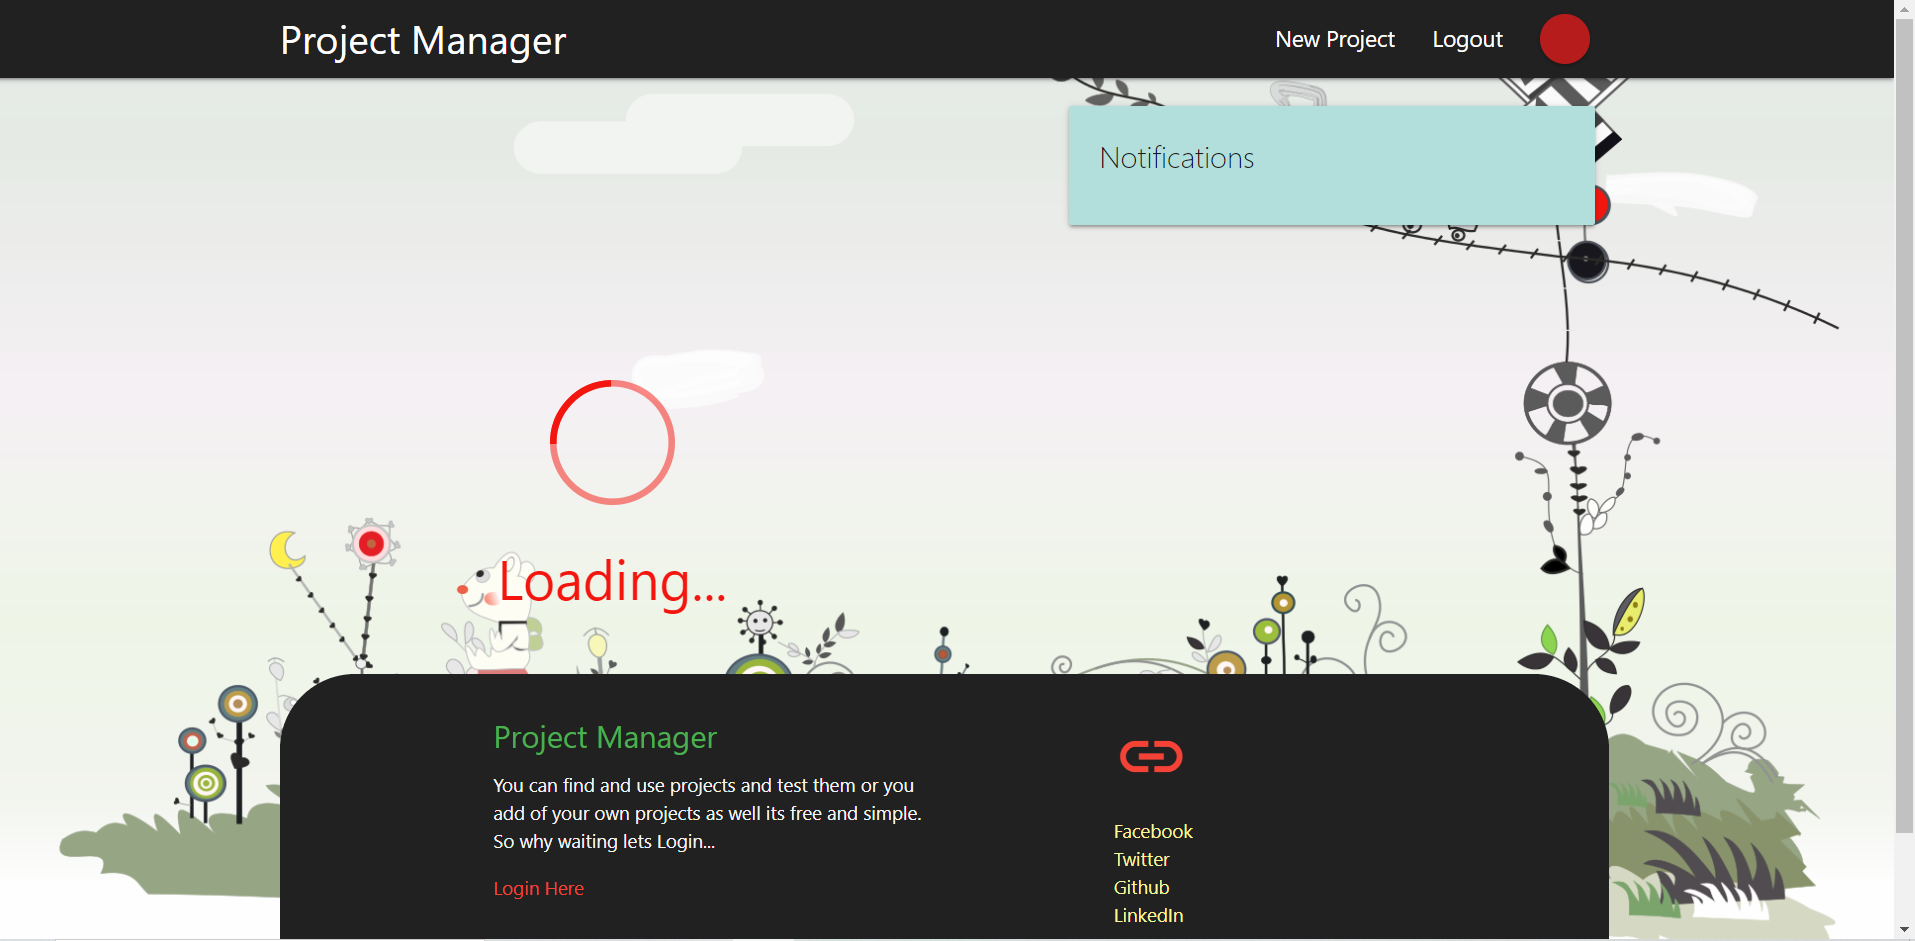 Project Manager
New Project
Logout
Notifications
Loading...
Project Manager
You can find and use projects and test them or you
add of your own projects as well its free and simple.
So why waiting lets Login...
Login Here
Facebook
Twitter
Github
LinkedIn